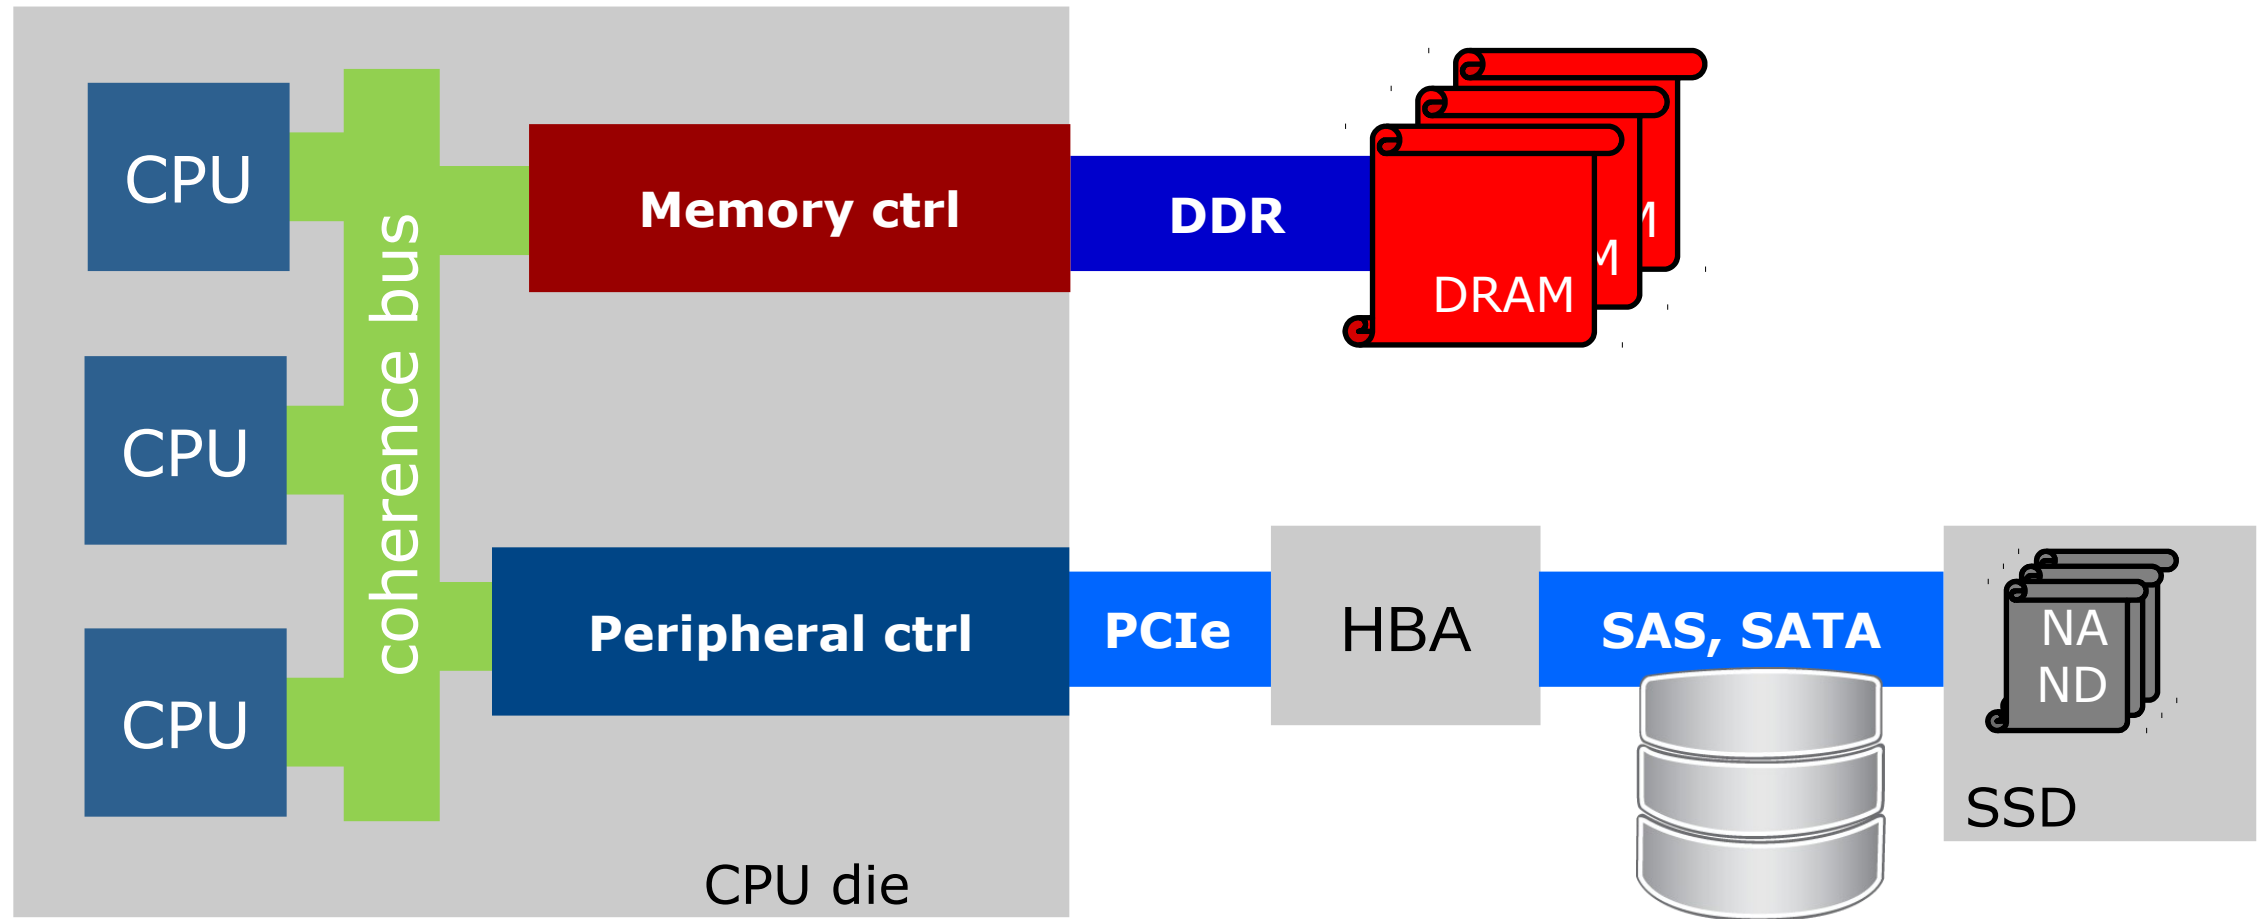 CPU
CPU
CPU
coherence bus
Memory ctrl
DDR
DRAM
M
M
Peripheral ctrl
PCIe
HBA
SAS, SATA
NA
ND
SSD
CPU die